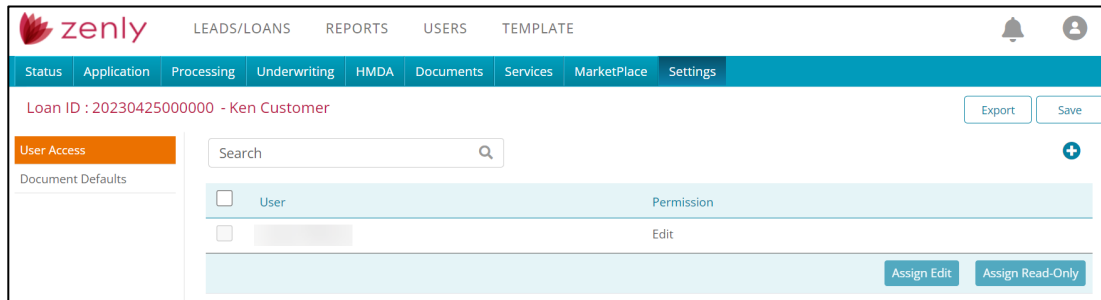 zenly LEADS/LOANS REPORTS USERS TEMPLATE
Status Application Processing Underwriting HMDA Documents Services MarketPlace Settings
Loan ID : 20230425000000 - Ken Customer Export Save
User Access Search
Document Defaults
User Permission
Edit
Assign Edit Assign Read-Only